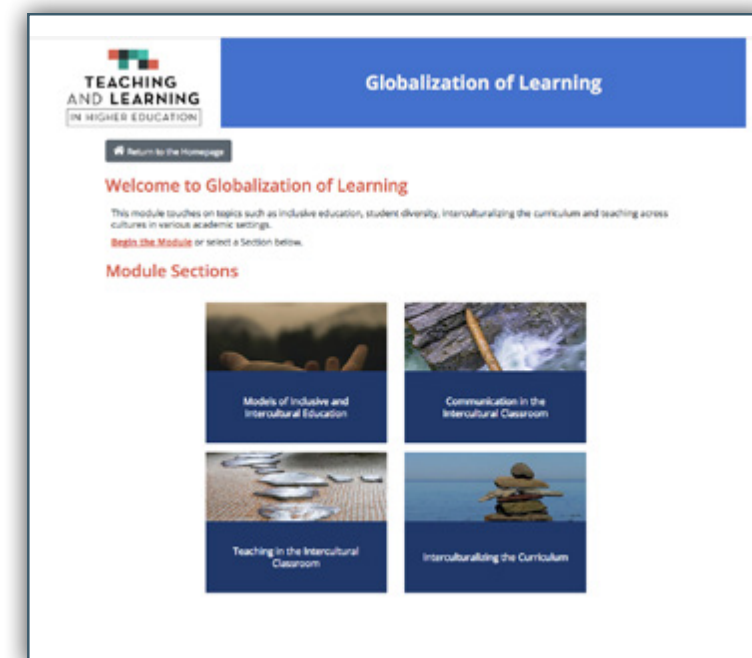 TEACHING
AND LEARNING
IN HIGHER EDUCATION
Globalization of Learning
Return to the Homepage
Welcome to Globalization of Learning
This module touches on topics such as inclusive education, student diversity, interculturalizing the curriculum and teaching across
cultures in various academic settings.
Begin the Module or select a Section below.
Module Sections
Models of Inclusive and
Intercultural Education
Communication in the
Intercultural Classroom
Teaching in the Intercultural
Classroom
Interculturalizing the Curriculum